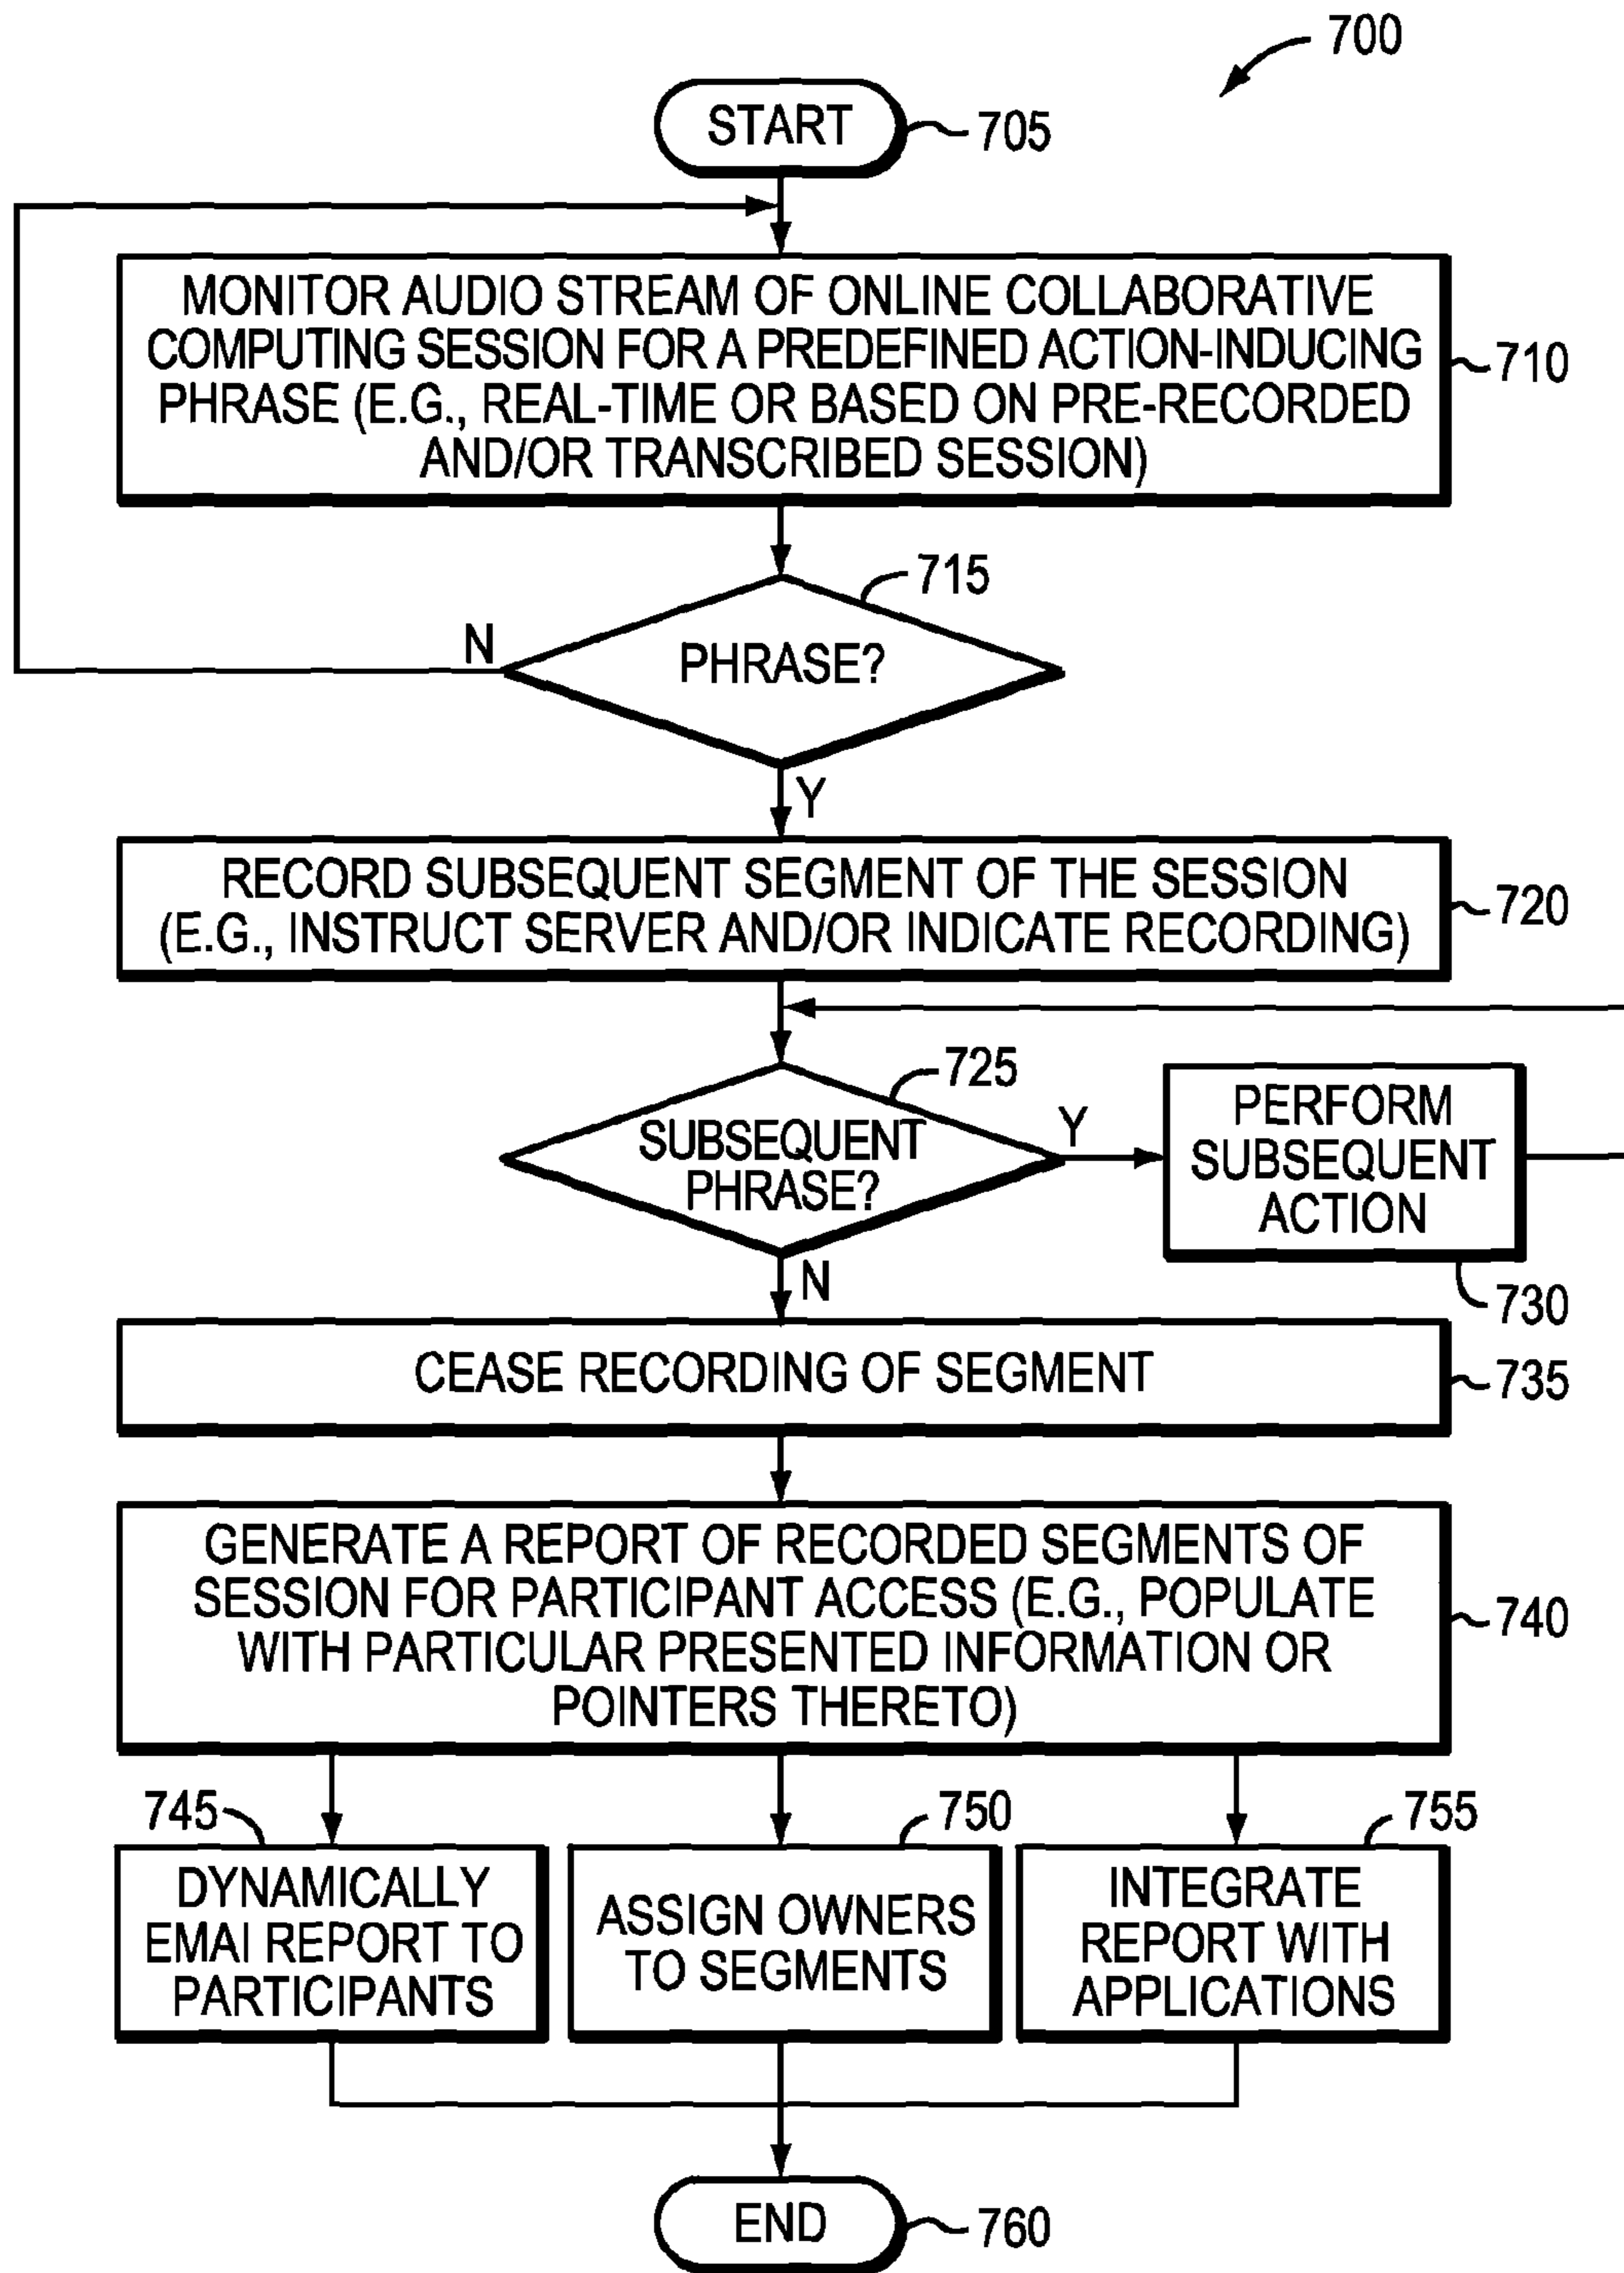 700
START
705
MONITOR AUDIO STREAM OF ONLINE COLLABORATIVE
COMPUTING SESSION FOR A PREDEFINED ACTION-INDUCING
PHRASE (E.G., REAL-TIME OR BASED ON PRE-RECORDED
AND/OR TRANSCRIBED SESSION)
710
715
PHRASE?
N
Y
RECORD SUBSEQUENT SEGMENT OF THE SESSION
(E.G., INSTRUCT SERVER AND/OR INDICATE RECORDING)
720
725
SUBSEQUENT
PHRASE?
Y
N
PERFORM
SUBSEQUENT
ACTION
730
CEASE RECORDING OF SEGMENT
735
GENERATE A REPORT OF RECORDED SEGMENTS OF
SESSION FOR PARTICIPANT ACCESS (E.G., POPULATE
WITH PARTICULAR PRESENTED INFORMATION OR
POINTERS THERETO)
740
745
DYNAMICALLY
EMAI REPORT TO
PARTICIPANTS
750
ASSIGN OWNERS
TO SEGMENTS
755
INTEGRATE
REPORT WITH
APPLICATIONS
END
760